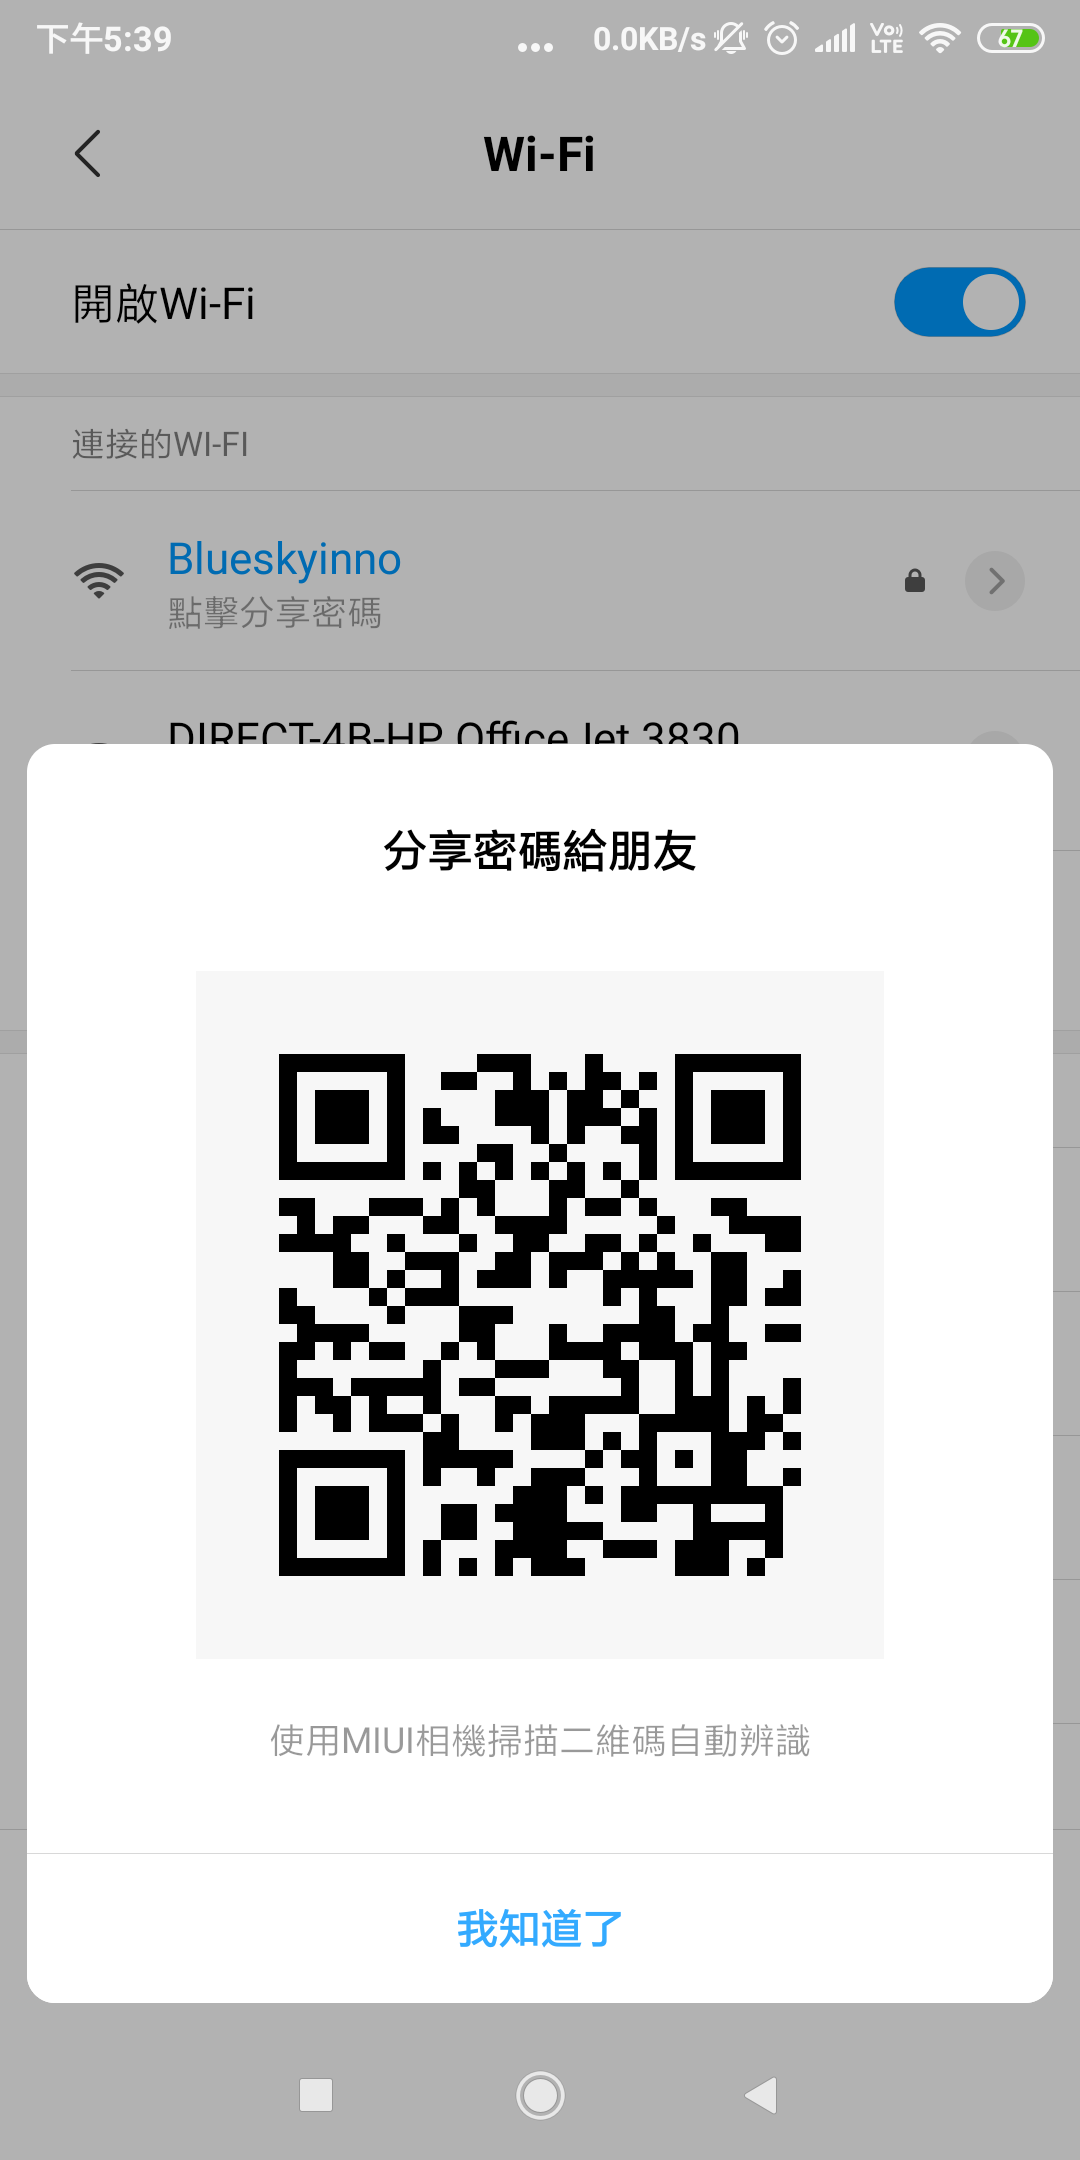 下午5:39
... 0.0KB/s VoLTE 67
Wi-Fi
開啟Wi-Fi
連接的WI-FI
Blueskyinno
點擊分享密碼
DIRECT-4B-HP OfficeJet 3830
分享密碼給朋友
使用MIUI相機掃描二維碼自動辨識
我知道了